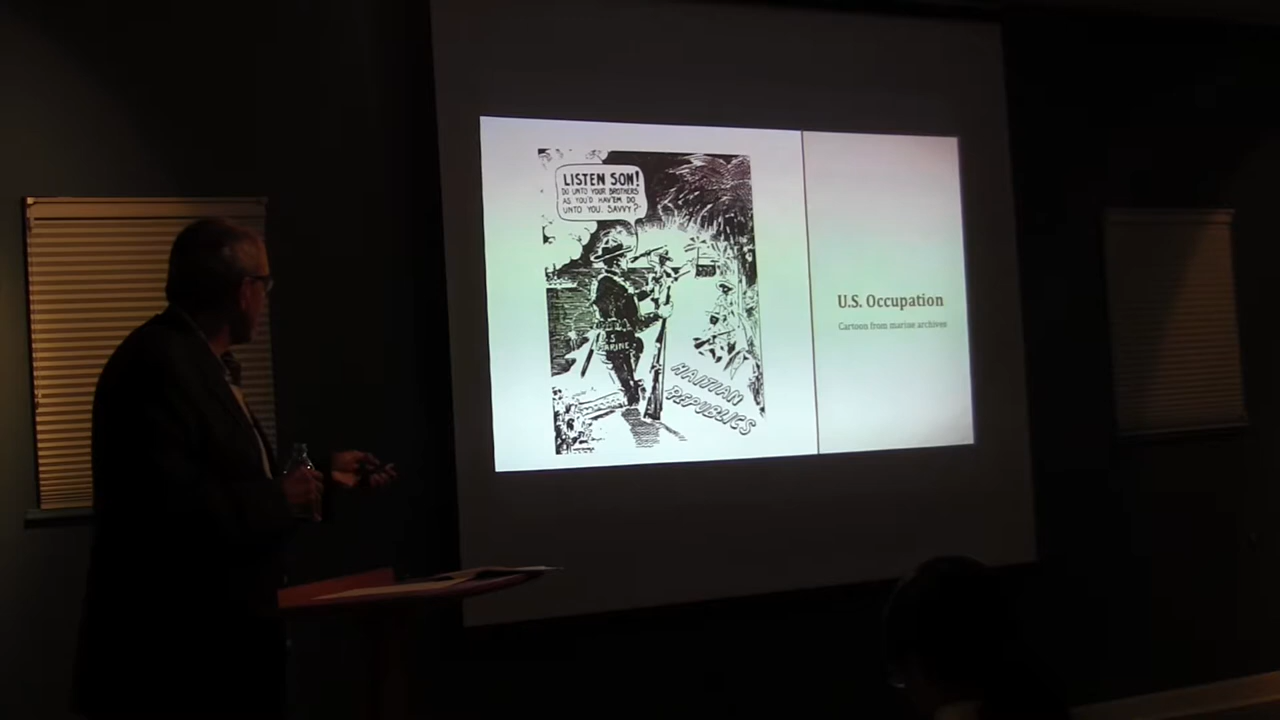 LISTEN SON!
DO UNTO YOUR BROTHERS
AS YOU'D HAV'EM DO
UNTO YOU. SAVVY?"
U.S.
MARINE
HAITIAN
REPUBLICS
U.S. Occupation
Cartoon from marine archives